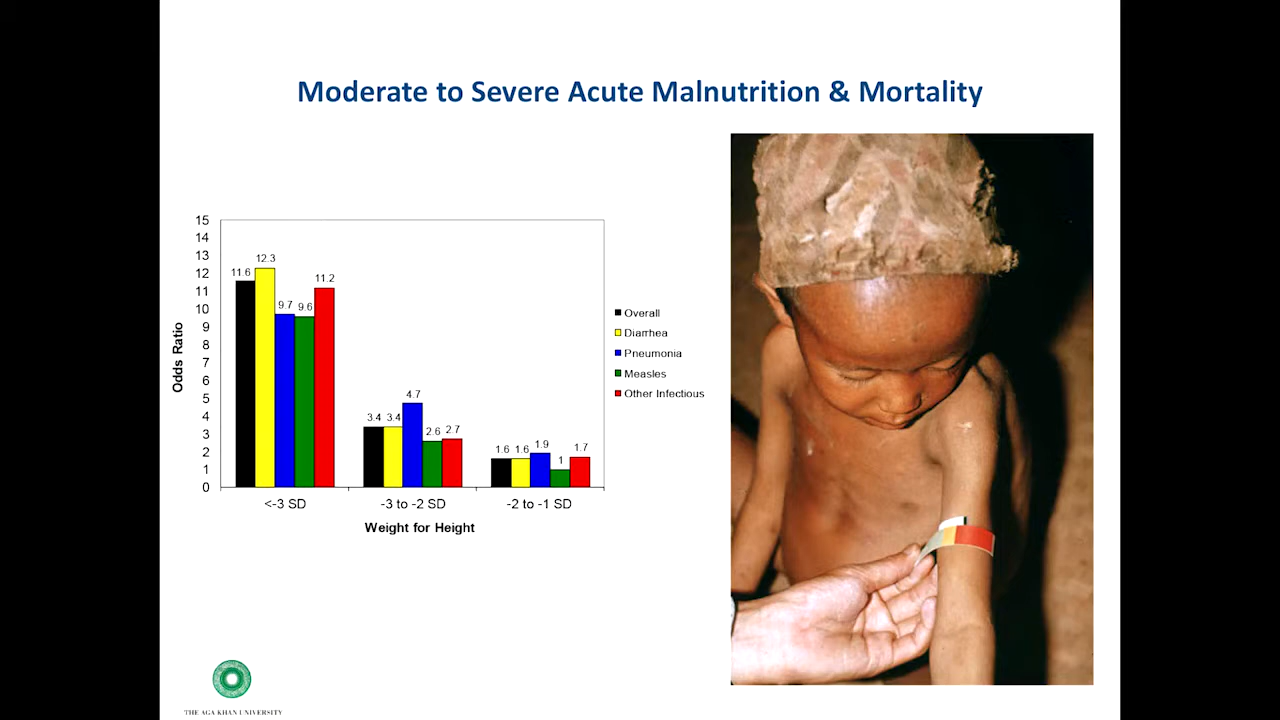 Moderate to Severe Acute Malnutrition & Mortality
15
14
13
12
11
10
9
8
7
6
5
4
3
2
1
0
Odds Ratio
11.6
12.3
9.7
9.6
11.2
3.4
3.4
4.7
2.6
2.7
1.6
1.6
1.9
1
1.7
<-3 SD
-3 to -2 SD
-2 to -1 SD
Weight for Height
Overall
Diarrhea
Pneumonia
Measles
Other Infectious
THE AGA KHAN UNIVERSITY